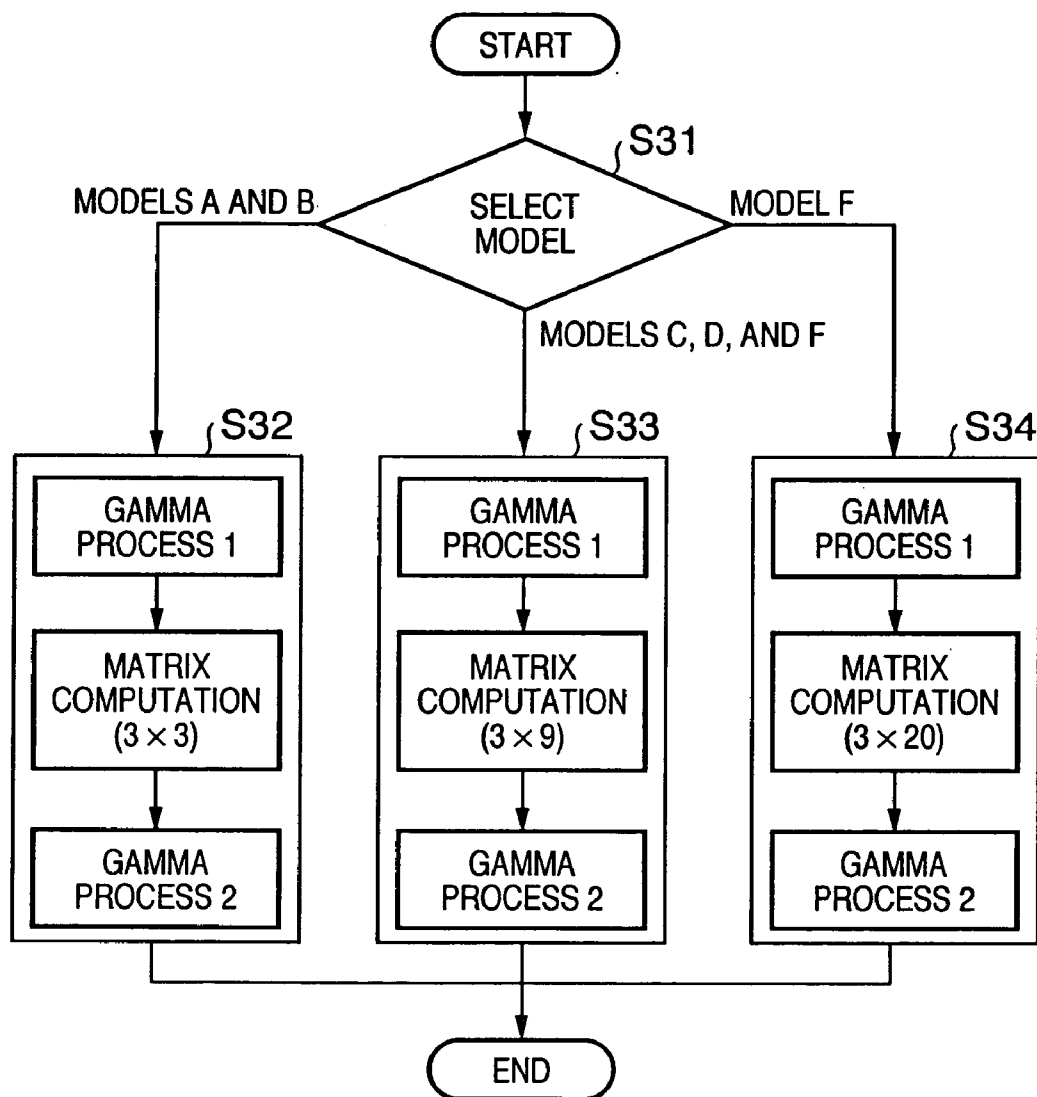 START
S31
MODELS A AND B
SELECT
MODEL
MODEL F
MODELS C, D, AND F
S32
GAMMA
PROCESS 1
MATRIX
COMPUTATION
(3 × 3)
GAMMA
PROCESS 2
S33
GAMMA
PROCESS 1
MATRIX
COMPUTATION
(3 × 9)
GAMMA
PROCESS 2
S34
GAMMA
PROCESS 1
MATRIX
COMPUTATION
(3 × 20)
GAMMA
PROCESS 2
END